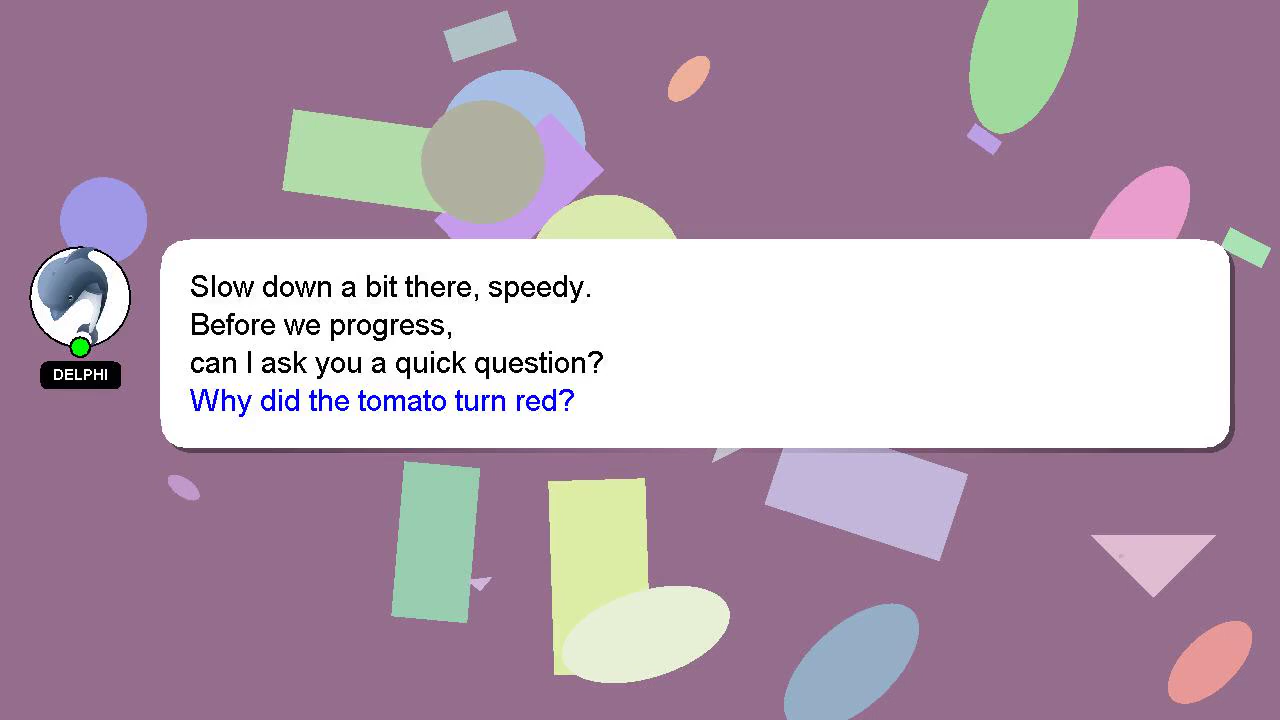 Slow down a bit there, speedy.
Before we progress,
can I ask you a quick question?
Why did the tomato turn red?
DELPHI